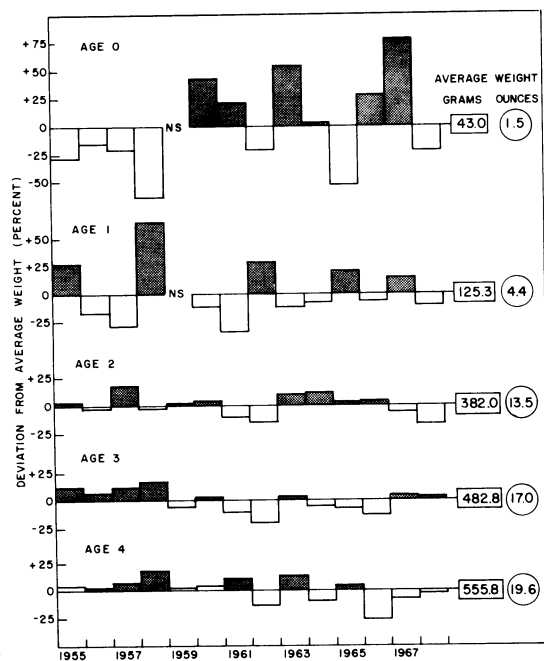 DEVIATION FROM AVERAGE WEIGHT (PERCENT)
AVERAGE WEIGHT
GRAMS OUNCES
AGE 0
+75
+50
+25
0
-25
-50
NS
43.0 1.5
AGE 1
+50
+25
0
-25
NS
125.3 4.4
AGE 2
+25
0
-25
382.0 13.5
AGE 3
+25
0
-25
482.8 17.0
AGE 4
+25
0
-25
555.8 19.6
1955 1957 1959 1961 1963 1965 1967